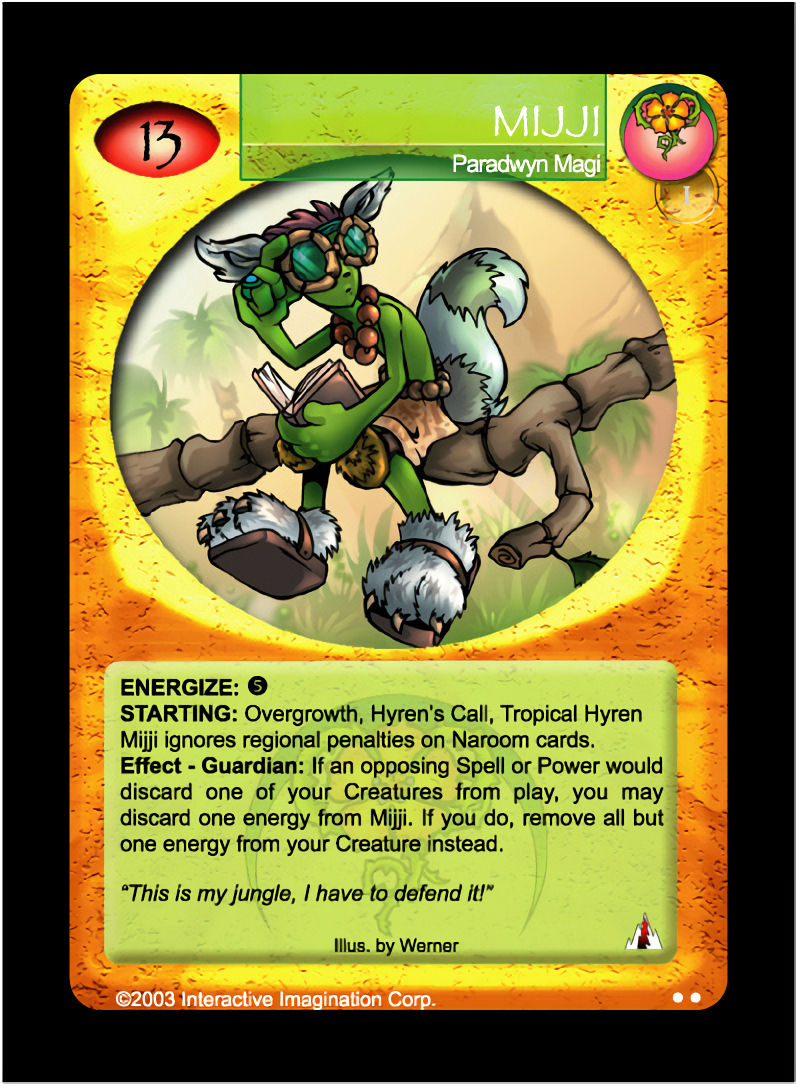 13
MIJJI
Paradwyn Magi
1
ENERGIZE: 5
STARTING: Overgrowth, Hyren's Call, Tropical Hyren
Mijji ignores regional penalties on Naroom cards.
Effect - Guardian: If an opposing Spell or Power would
discard one of your Creatures from play, you may
discard one energy from Mijji. If you do, remove all but
one energy from your Creature instead.
“This is my jungle, I have to defend it!”
Illus. by Werner
©2003 Interactive Imagination Corp.